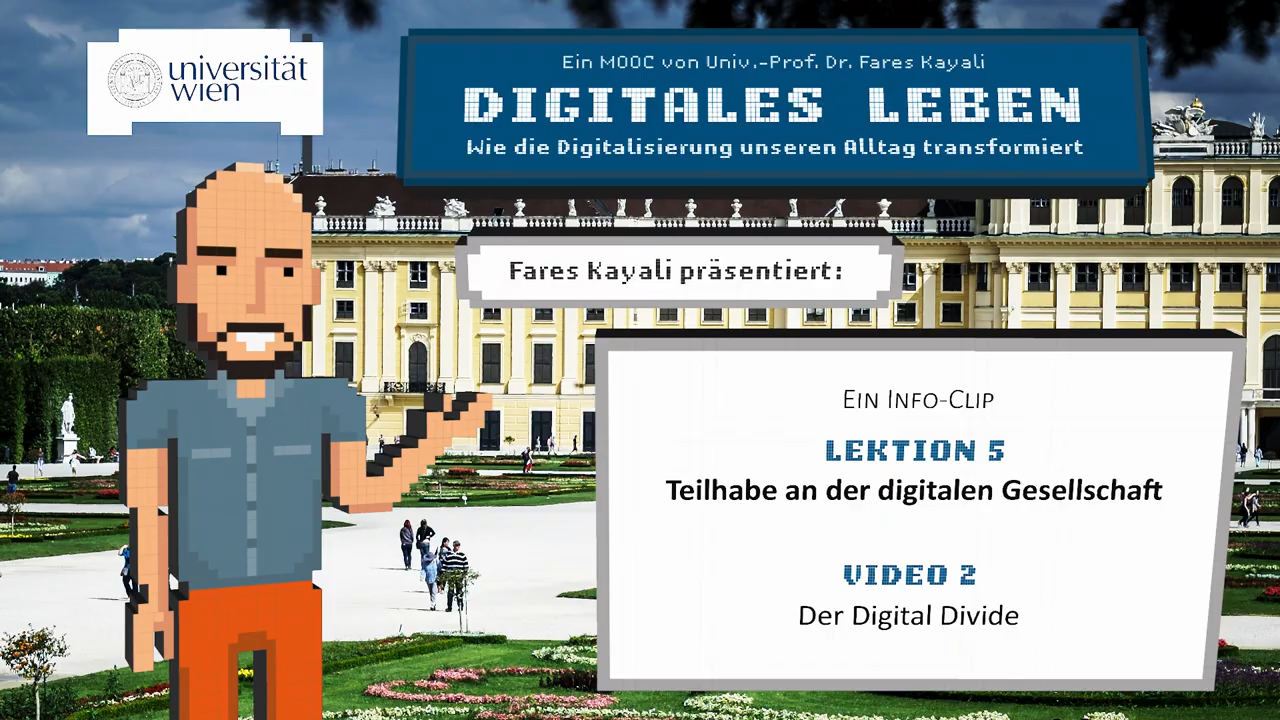 universität
wien
Ein MOOC von Univ.-Prof. Dr. Fares Kayali
DIGITALES LEBEN
Wie die Digitalisierung unseren Alltag transformiert
Fares Kayali präsentiert:
EIN INFO-CLIP
LEKTION 5
Teilhabe an der digitalen Gesellschaft
VIDEO 2
Der Digital Divide